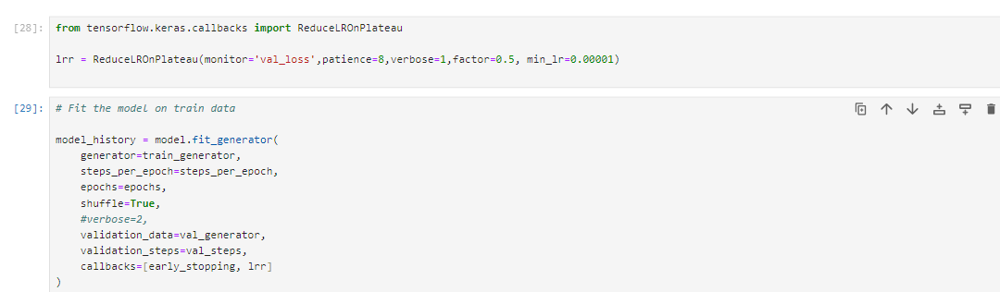 [28]: from tensorflow.keras.callbacks import ReduceLROnPlateau
lrr = ReduceLROnPlateau(monitor='val_loss',patience=8,verbose=1,factor=0.5, min_lr=0.00001)
[29]: # Fit the model on train data
model_history = model.fit_generator(
    generator=train_generator,
    steps_per_epoch=steps_per_epoch,
    epochs=epochs,
    shuffle=True,
    #verbose=2,
    validation_data=val_generator,
    validation_steps=val_steps,
    callbacks=[early_stopping, lrr]
)